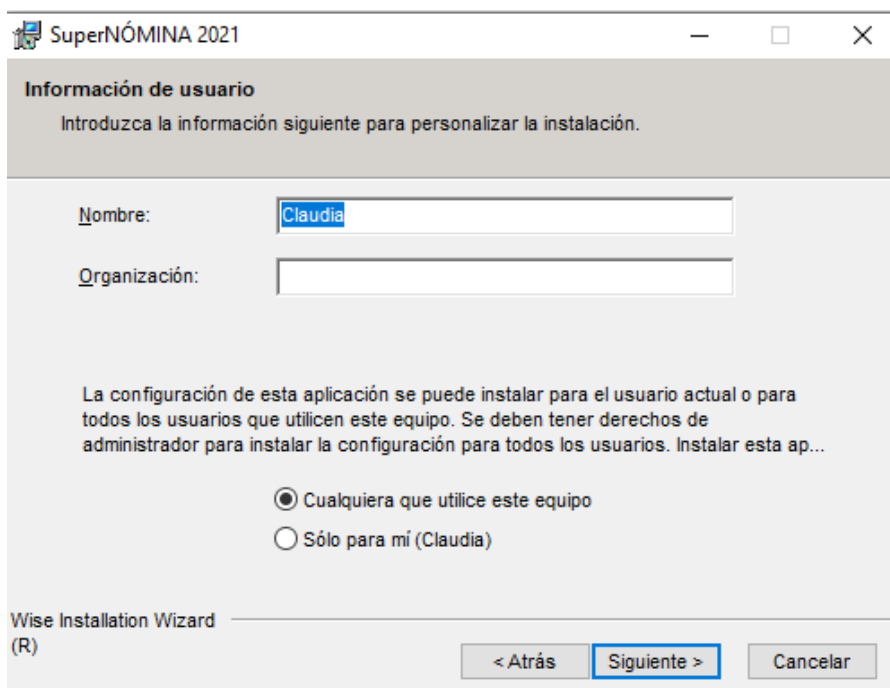 SuperNÓMINA 2021
Información de usuario
Introduzca la información siguiente para personalizar la instalación.
Nombre:
Claudia
Organización:
La configuración de esta aplicación se puede instalar para el usuario actual o para
todos los usuarios que utilicen este equipo. Se deben tener derechos de
administrador para instalar la configuración para todos los usuarios. Instalar esta ap...
Cualquiera que utilice este equipo
Sólo para mí (Claudia)
Wise Installation Wizard
(R)
< Atrás
Siguiente >
Cancelar